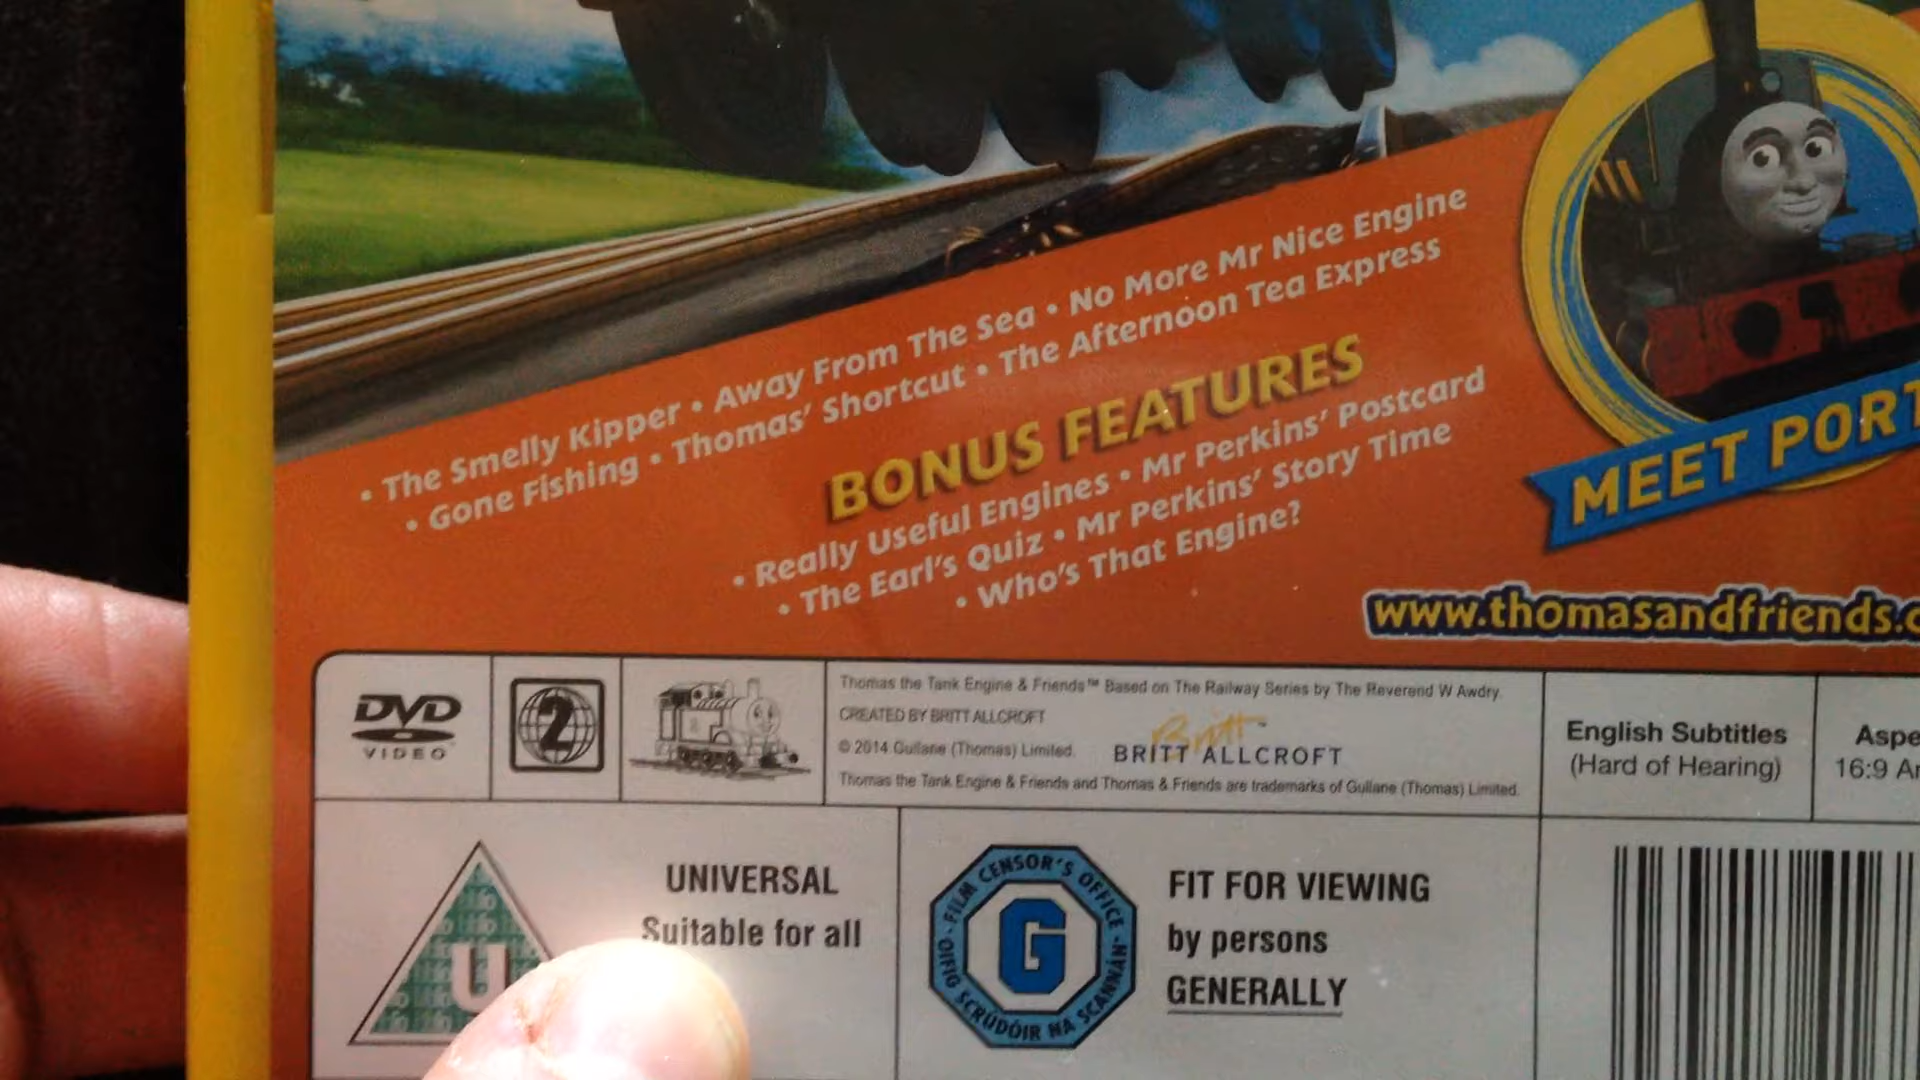 • The Smelly Kipper • Away From The Sea • No More Mr Nice Engine
• Gone Fishing • Thomas' Shortcut • The Afternoon Tea Express
BONUS FEATURES
• Really Useful Engines • Mr Perkins' Postcard
• The Earl's Quiz • Mr Perkins' Story Time
• Who's That Engine?
MEET PORT
www.thomasandfriends.c
DVD
VIDEO
2
Thomas the Tank Engine & Friends™ Based on The Railway Series by The Reverend W Awdry.
CREATED BY BRITT ALLCROFT
© 2014 Gullane (Thomas) Limited.
Britt
BRITT ALLCROFT
Thomas the Tank Engine & Friends and Thomas & Friends are trademarks of Gullane (Thomas) Limited.
English Subtitles
(Hard of Hearing)
Aspe
16:9 An
U
UNIVERSAL
Suitable for all
FILM CENSOR'S OFFICE
G
OIFIG SCRÚDÓIR NA SCANNÁN
FIT FOR VIEWING
by persons
GENERALLY